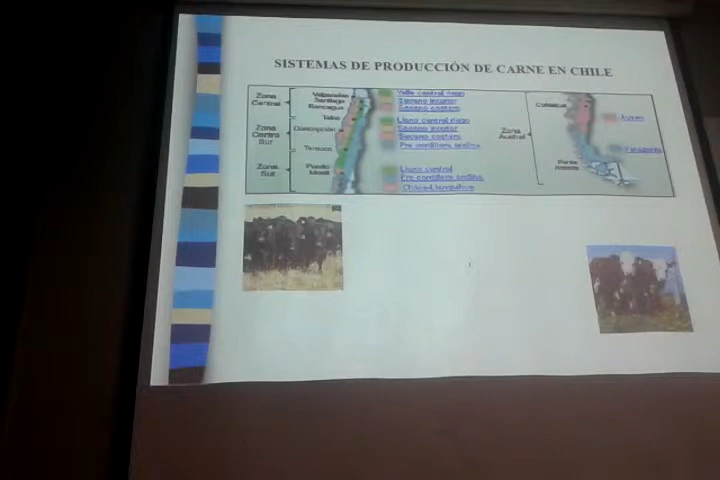 SISTEMAS DE PRODUCCIÓN DE CARNE EN CHILE
Zona Central
Valparaíso
Santiago
Rancagua
Valle central riego
Secano interior
Secano costero
Zona Centro Sur
Talca
Concepción
Temuco
Llano central riego
Secano interior
Secano costero
Pre cordillera andina
Zona Sur
Puerto Montt
Llano central
Pre cordillera andina
Zona Austral
Coihaique
Punta Arenas
Aysén
Magallanes